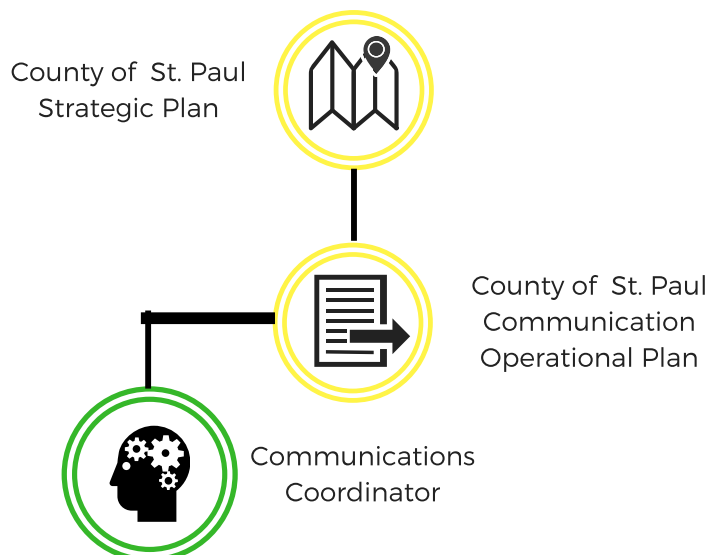 County of St. Paul
Strategic Plan
County of St. Paul
Communication
Operational Plan
Communications
Coordinator